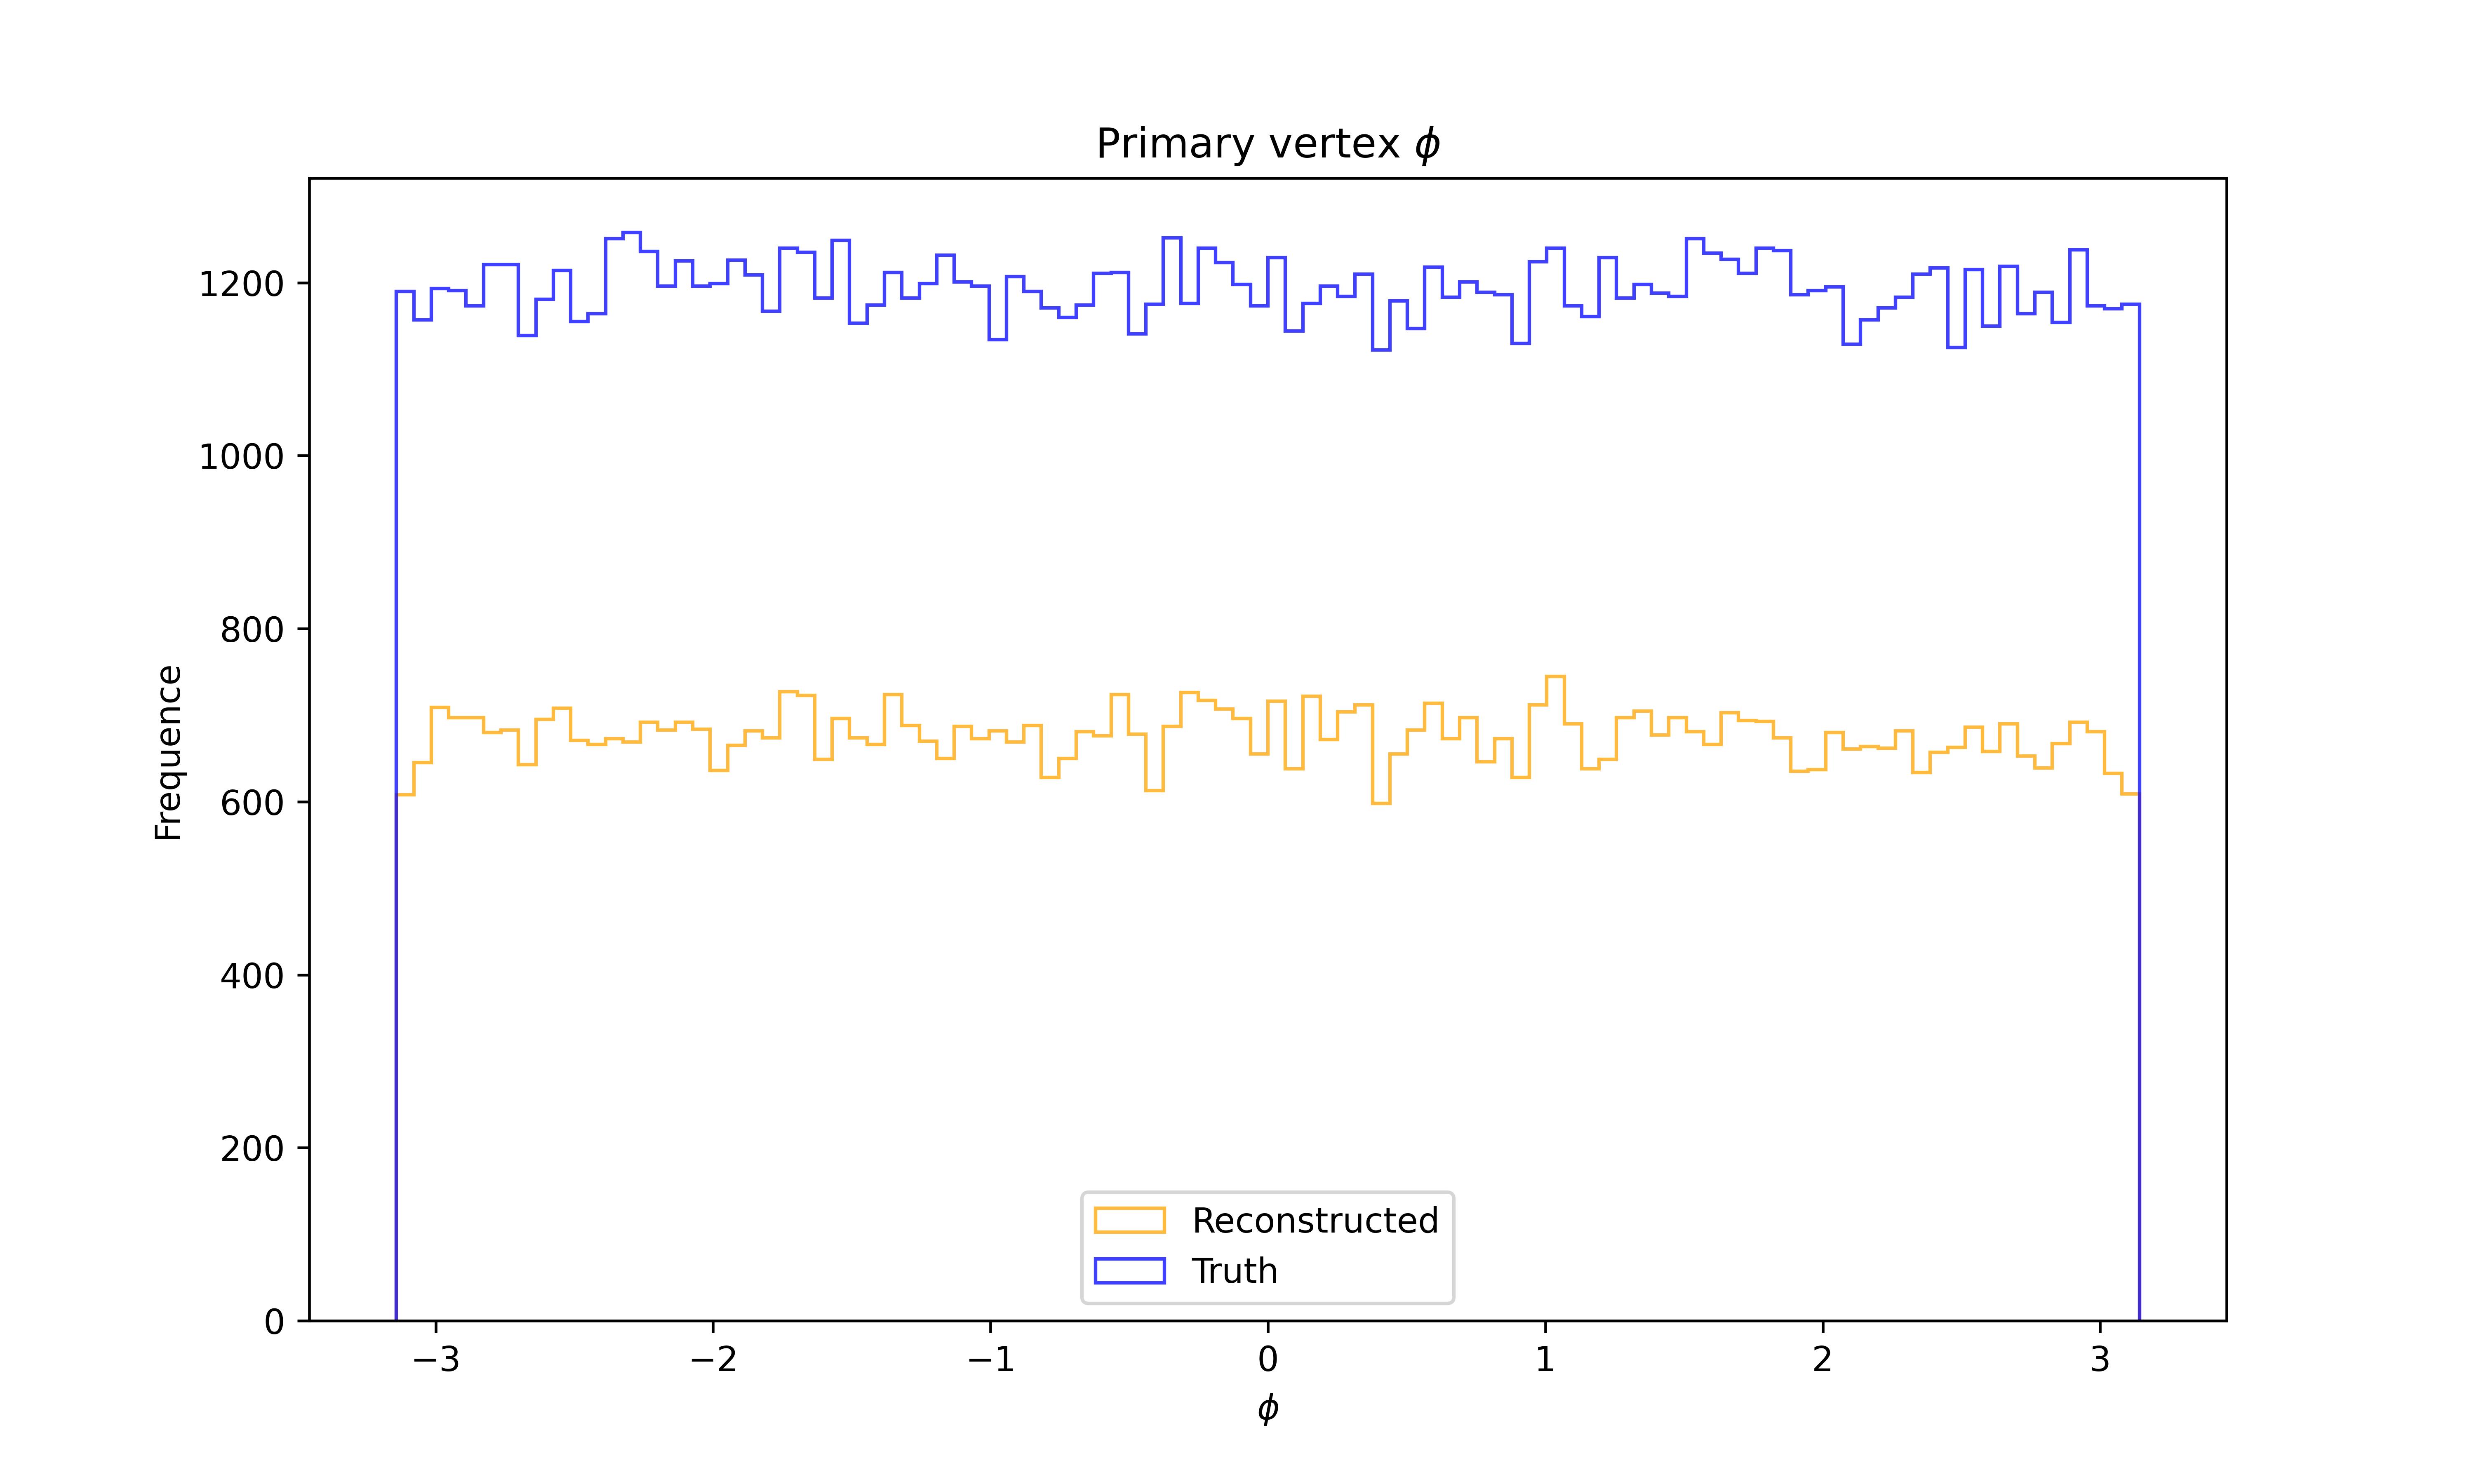 Primary vertex ϕ
1200
1000
800
600
400
200
0
Frequence
−3 −2 −1 0 1 2 3
ϕ
Reconstructed
Truth